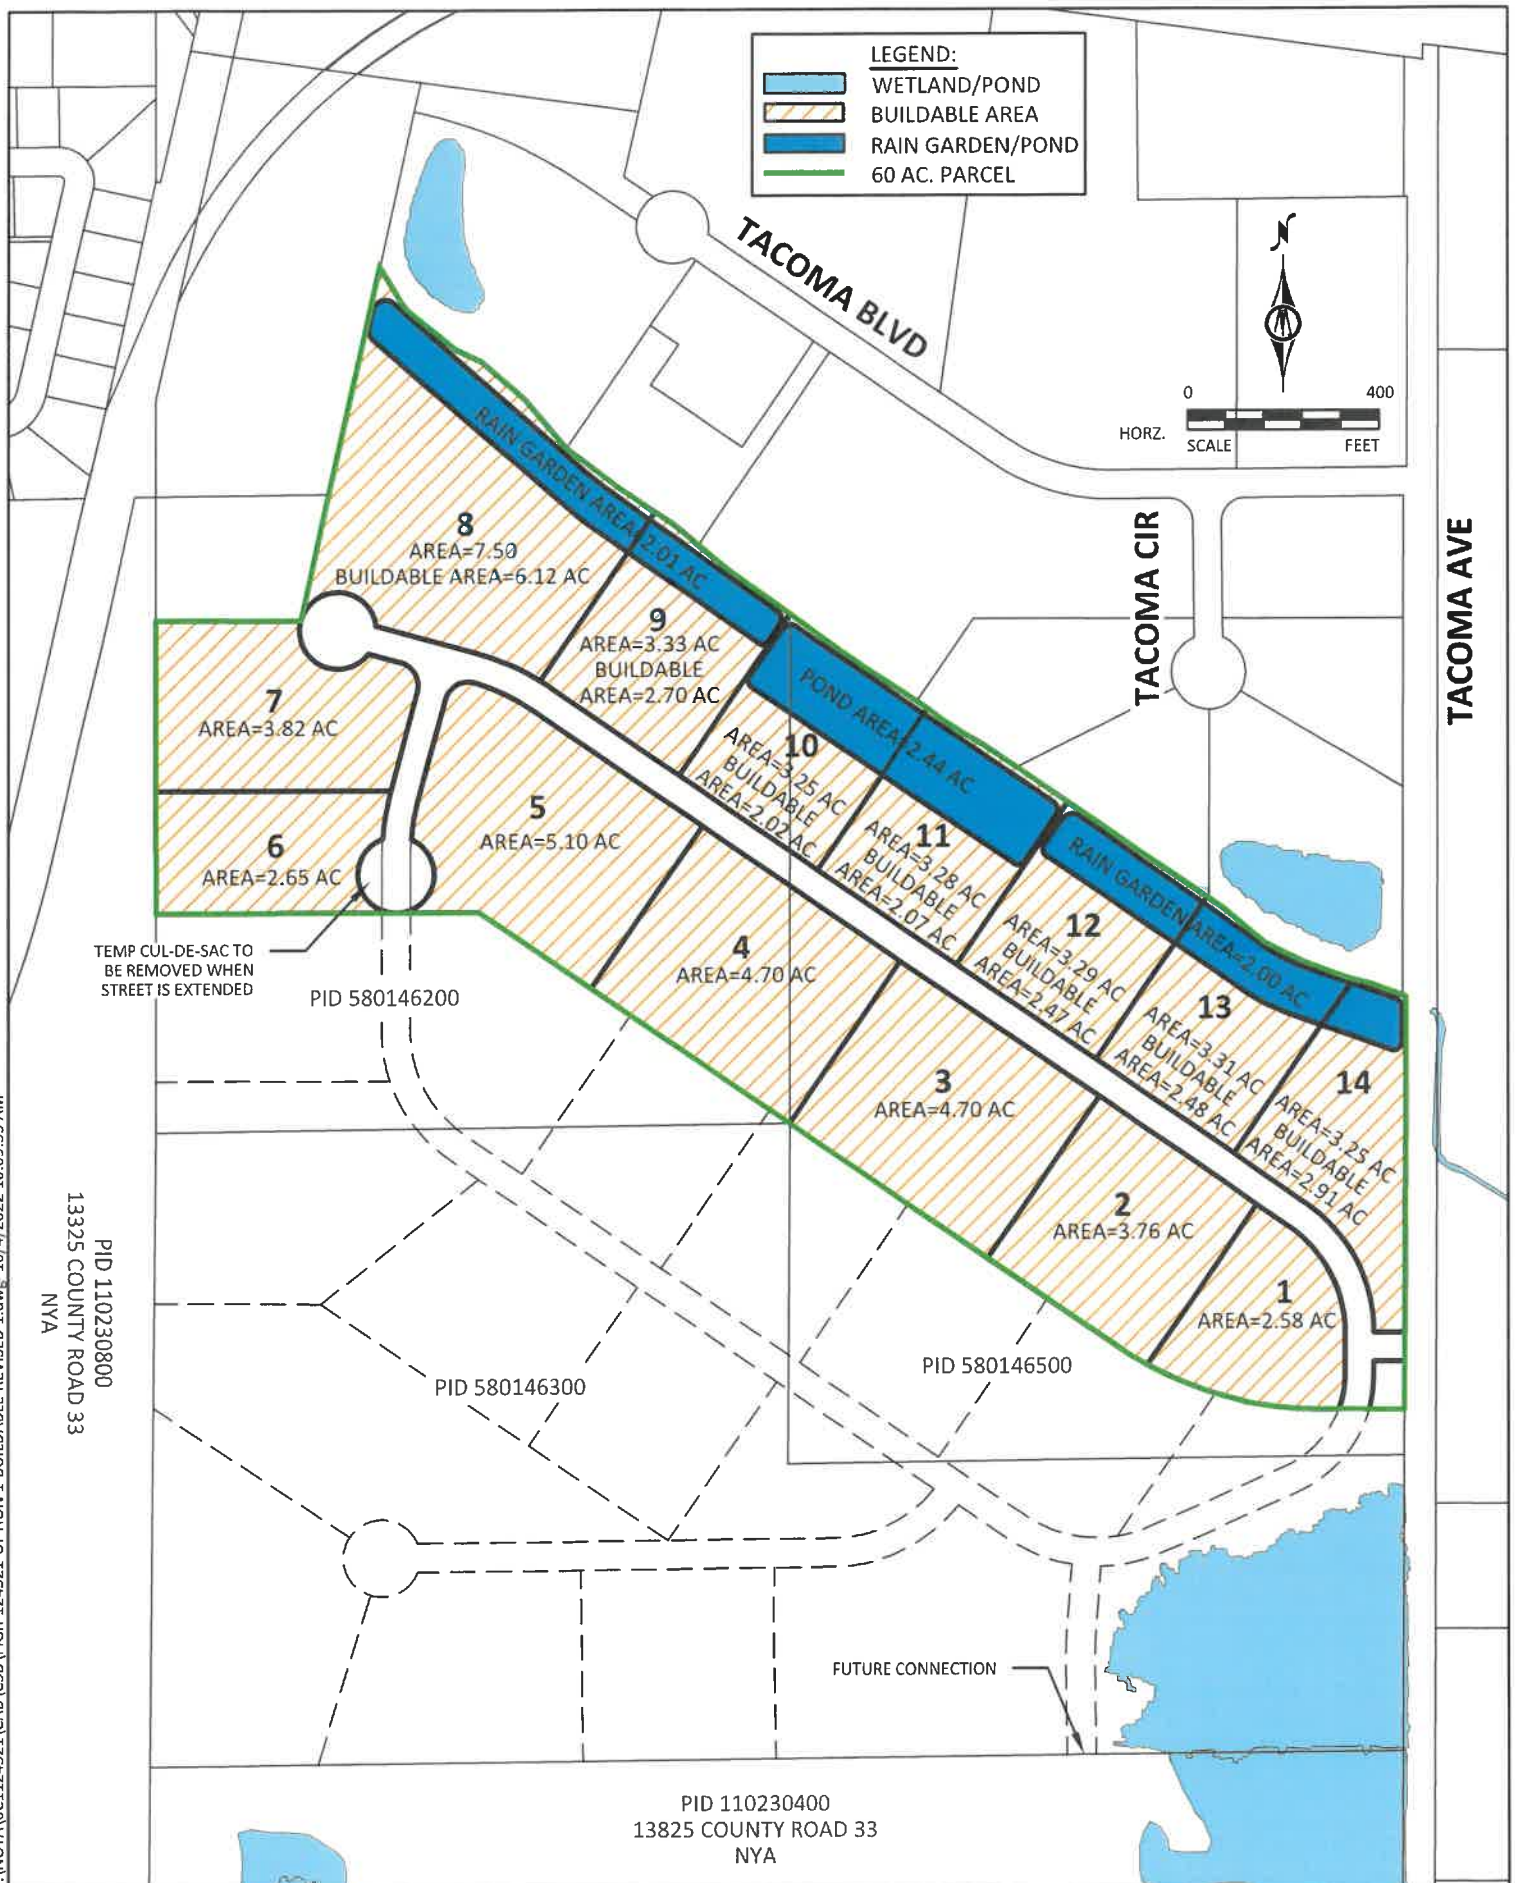 LEGEND:
WETLAND/POND
BUILDABLE AREA
RAIN GARDEN/POND
60 AC. PARCEL
N
0 400
HORZ. SCALE FEET
TACOMA BLVD
TACOMA CIR
TACOMA AVE
RAIN GARDEN AREA=2.01 AC
8
AREA=7.50
BUILDABLE AREA=6.12 AC
9
AREA=3.33 AC
BUILDABLE
AREA=2.70 AC
POND AREA=2.44 AC
7
AREA=3.82 AC
10
AREA=3.25 AC
BUILDABLE
AREA=2.02 AC
5
AREA=5.10 AC
11
AREA=3.28 AC
BUILDABLE
AREA=2.07 AC
RAIN GARDEN AREA=2.00 AC
6
AREA=2.65 AC
12
AREA=3.29 AC
BUILDABLE
AREA=2.47 AC
4
AREA=4.70 AC
TEMP CUL-DE-SAC TO
BE REMOVED WHEN
STREET IS EXTENDED
PID 580146200
13
AREA=3.31 AC
BUILDABLE
AREA=2.48 AC
3
AREA=4.70 AC
14
AREA=3.25 AC
BUILDABLE
AREA=2.91 AC
2
AREA=3.76 AC
1
AREA=2.58 AC
PID 110230800
13325 COUNTY ROAD 33
NYA
PID 580146300
PID 580146500
FUTURE CONNECTION
PID 110230400
13825 COUNTY ROAD 33
NYA